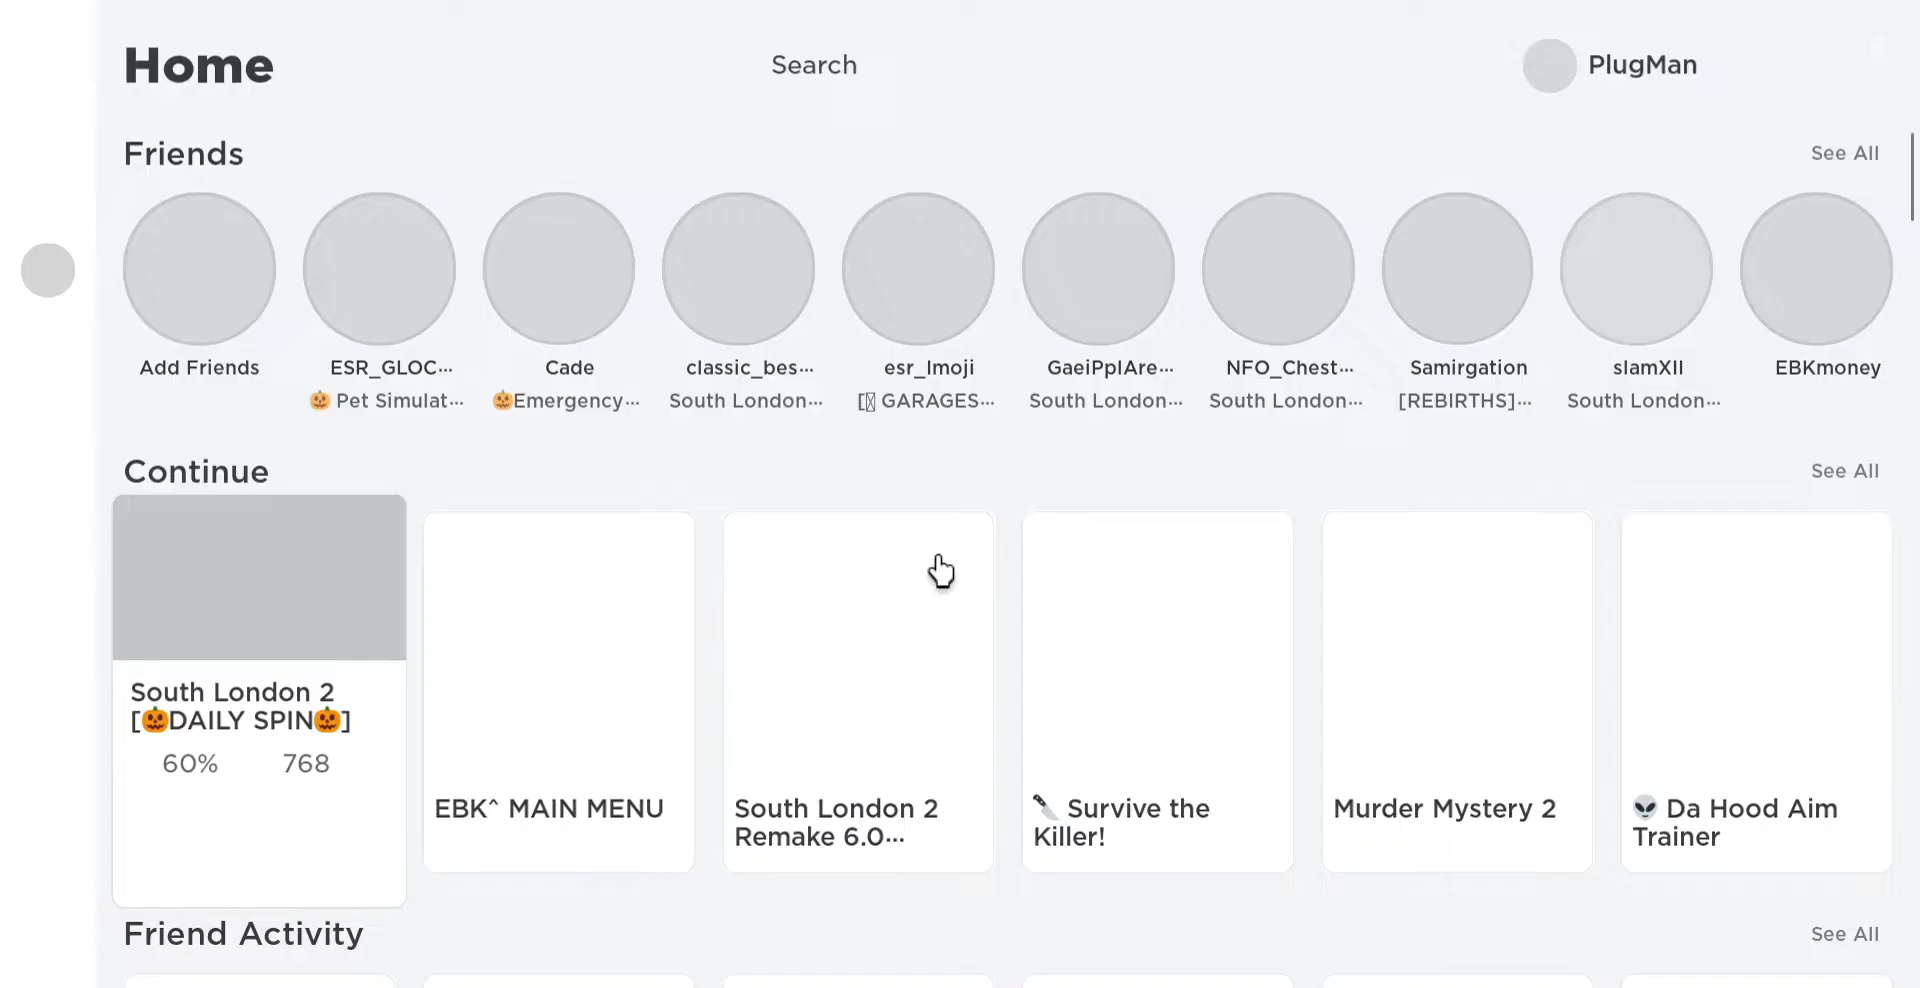 Home
Search
PlugMan
Friends
See All
Add Friends
ESR_GLOC...
Cade
classic_bes...
esr_Imoji
GaeiPplAre...
NFO_Chest...
Samirgation
slamXII
EBKmoney
🎃 Pet Simulat...
🎃Emergency...
South London...
[ GARAGES...
South London...
South London...
[REBIRTHS]...
South London...
Continue
See All
South London 2
[🎃DAILY SPIN🎃]
60%
768
EBK^ MAIN MENU
South London 2
Remake 6.0...
🔪 Survive the
Killer!
Murder Mystery 2
👽 Da Hood Aim
Trainer
Friend Activity
See All